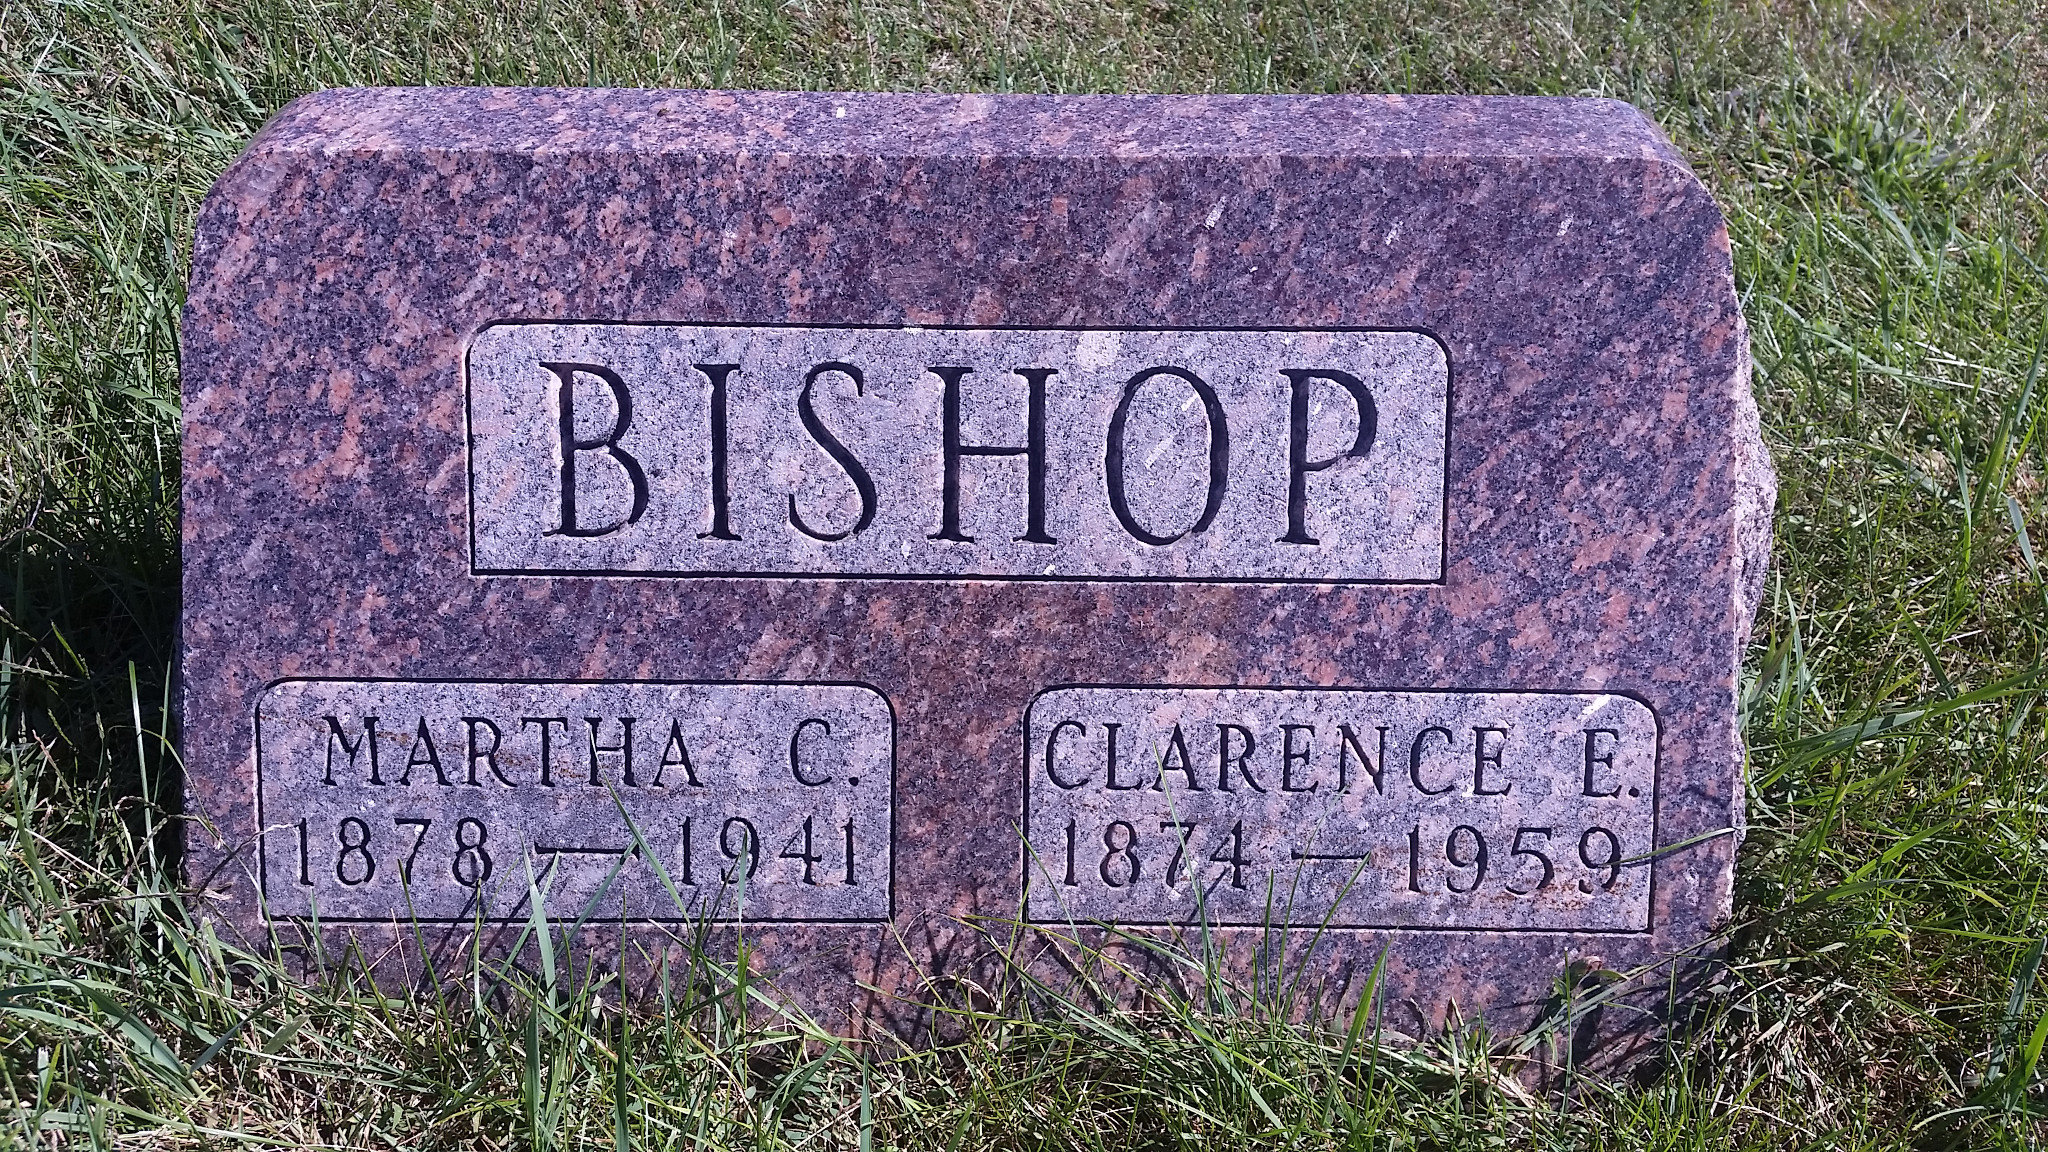 BISHOP
MARTHA C.
1878 — 1941
CLARENCE E.
1874 — 1959